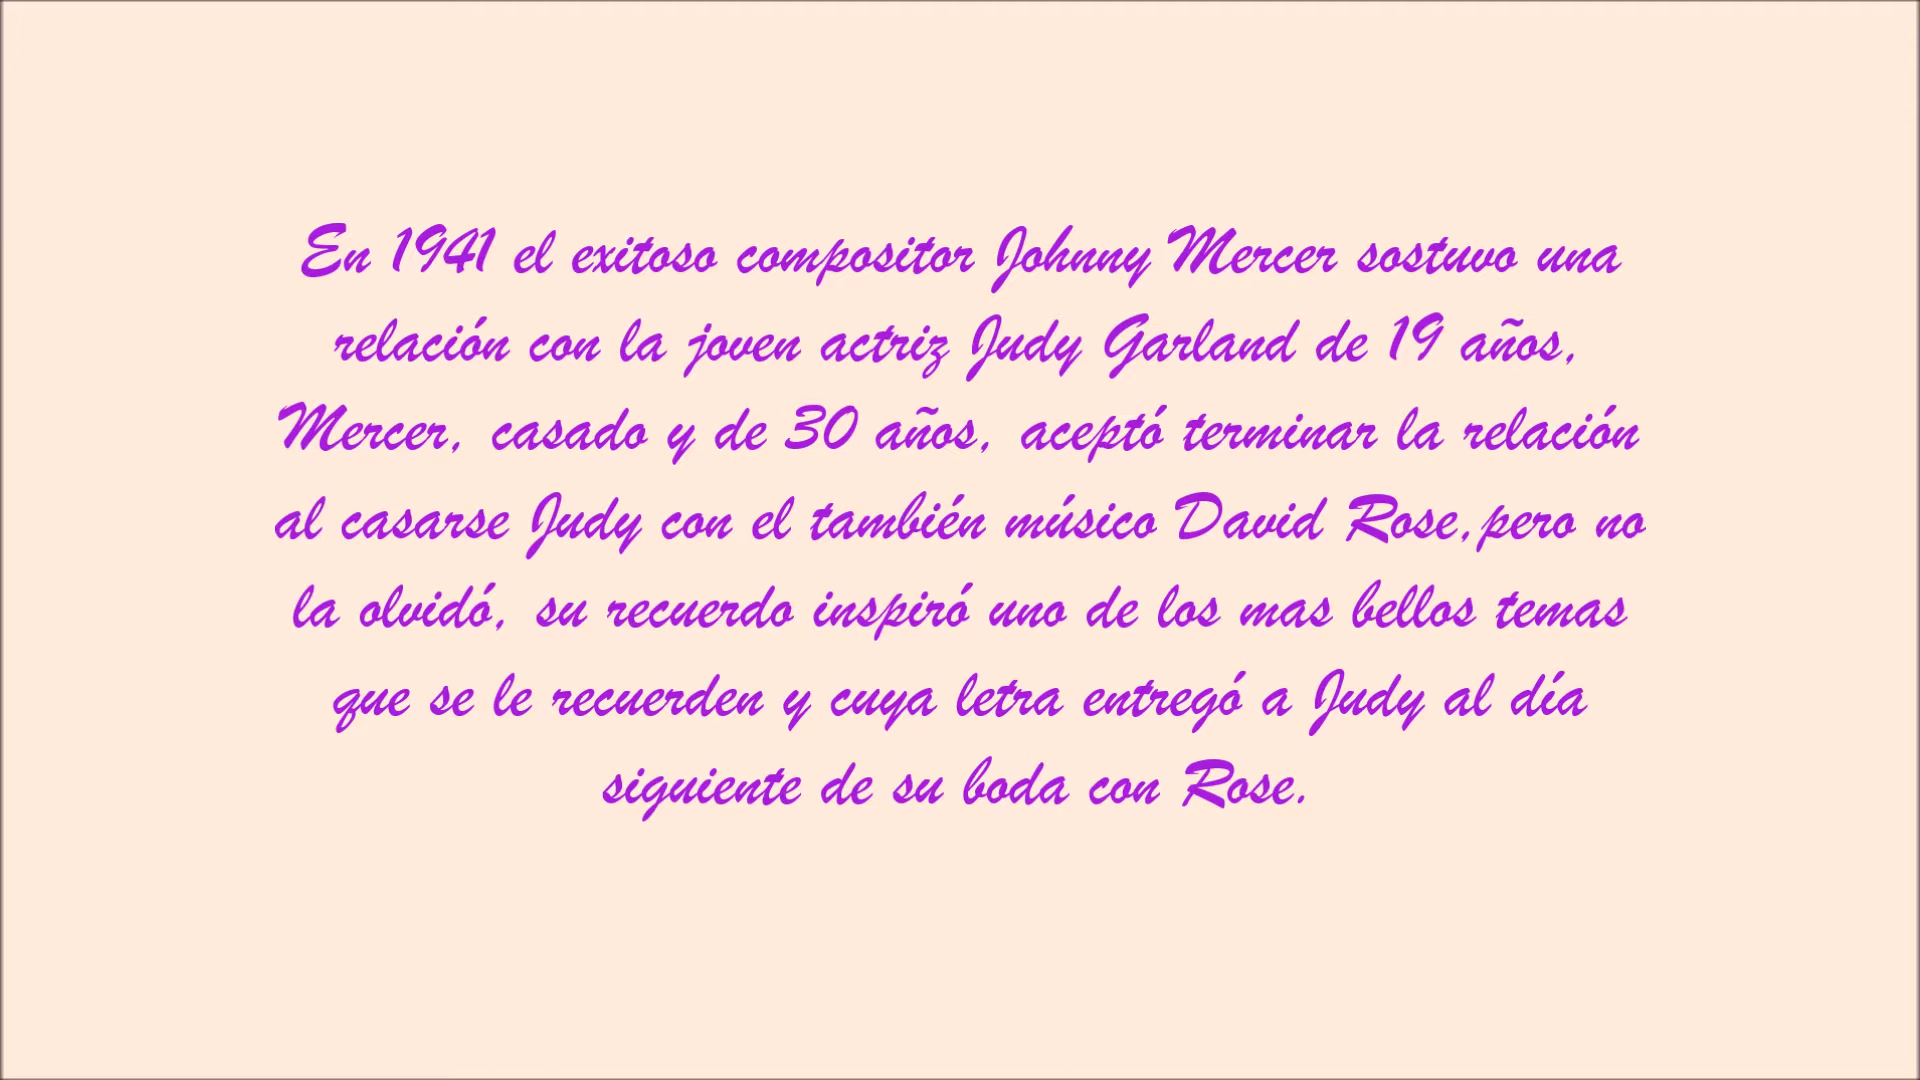 En 1941 el exitoso compositor Johnny Mercer sostuvo una
relación con la joven actriz Judy Garland de 19 años,
Mercer, casado y de 30 años, aceptó terminar la relación
al casarse Judy con el también músico David Rose,pero no
la olvidó, su recuerdo inspiró uno de los mas bellos temas
que se le recuerden y cuya letra entregó a Judy al día
siguiente de su boda con Rose.